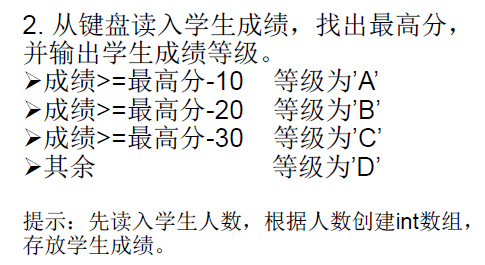 2. 从键盘读入学生成绩，找出最高分，
并输出学生成绩等级。
➢成绩>=最高分-10 等级为’A’
➢成绩>=最高分-20 等级为’B’
➢成绩>=最高分-30 等级为’C’
➢其余 等级为’D’
提示：先读入学生人数，根据人数创建int数组，
存放学生成绩。